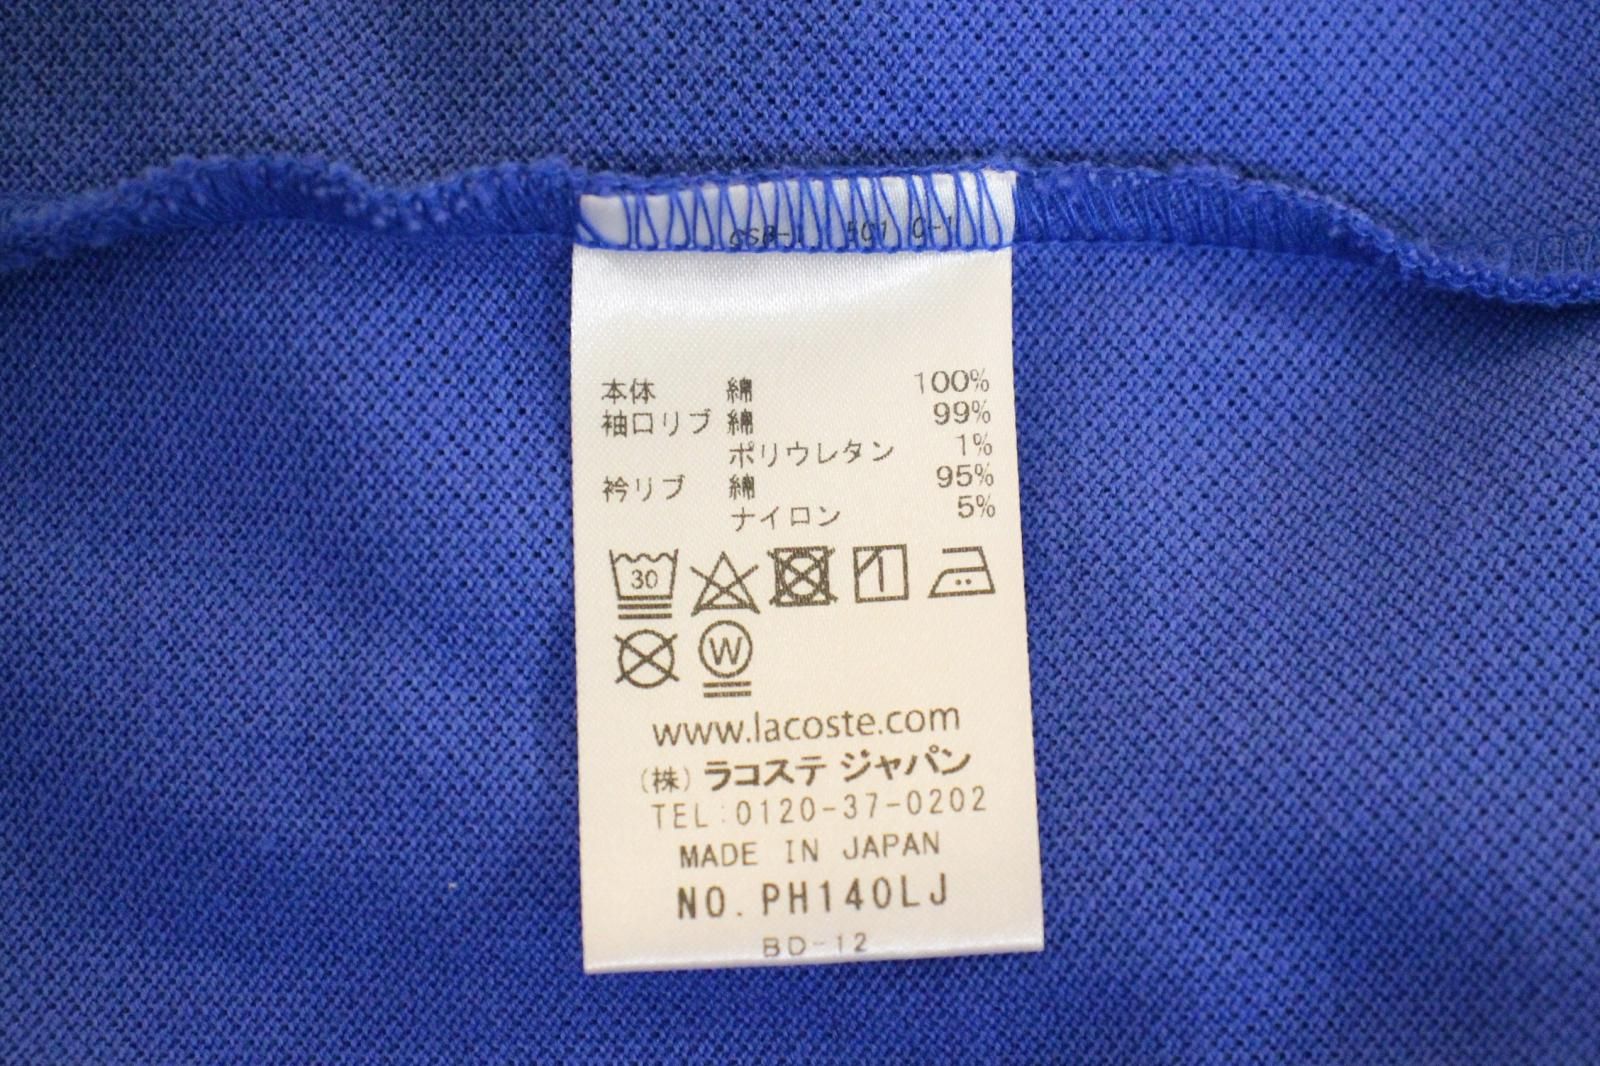 本体 綿 100%
袖口リブ 綿 99%
ポリウレタン 1%
衿リブ 綿 95%
ナイロン 5%
30
W
www.lacoste.com
(株) ラコステ ジャパン
TEL:0120-37-0202
MADE IN JAPAN
NO. PH140LJ
BD-12